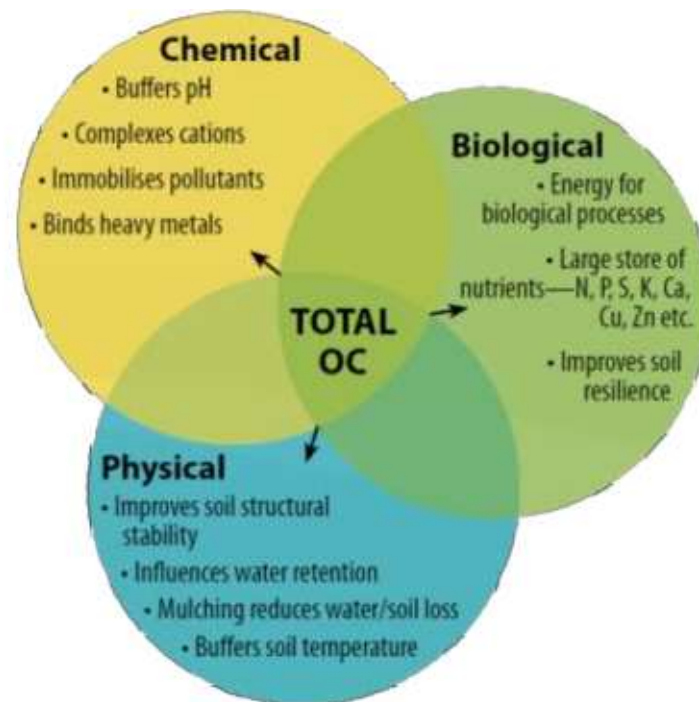 Chemical
• Buffers pH
• Complexes cations
• Immobilises pollutants
• Binds heavy metals
Biological
• Energy for
biological processes
• Large store of
nutrients—N, P, S, K, Ca,
Cu, Zn etc.
• Improves soil
resilience
TOTAL
OC
Physical
• Improves soil structural
stability
• Influences water retention
• Mulching reduces water/soil loss
• Buffers soil temperature